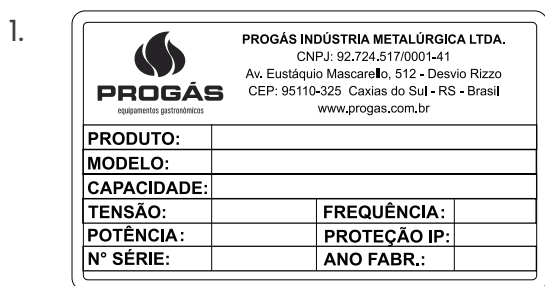 1.
PROGÁS
equipamentos gastronômicos
PROGÁS INDÚSTRIA METALÚRGICA LTDA.
CNPJ: 92.724.517/0001-41
Av. Eustáquio Mascarello, 512 - Desvio Rizzo
CEP: 95110-325 Caxias do Sul - RS - Brasil
www.progas.com.br
PRODUTO:
MODELO:
CAPACIDADE:
TENSÃO: FREQUÊNCIA:
POTÊNCIA: PROTEÇÃO IP:
N° SÉRIE: ANO FABR.: